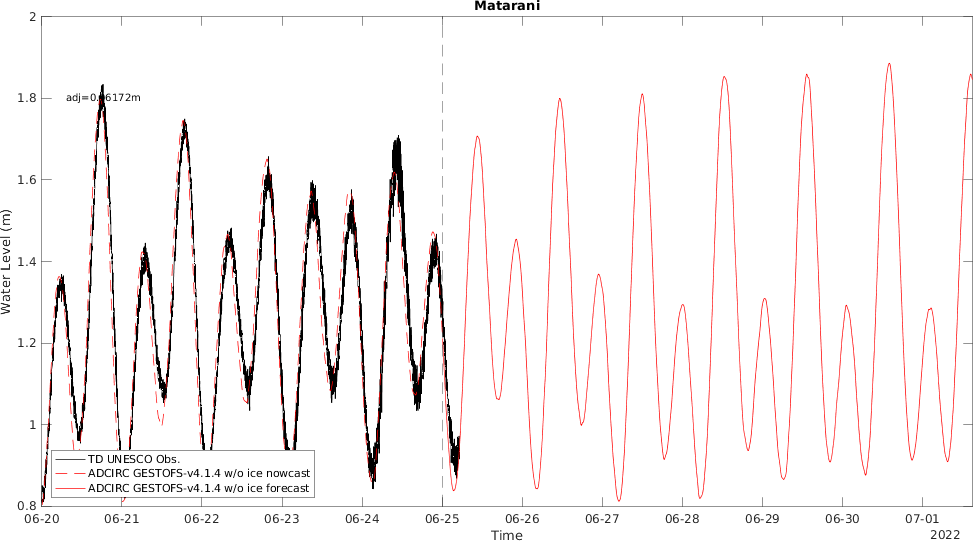 Matarani
2
1.8
1.6
1.4
1.2
1
0.8
Water Level (m)
adj=0.06172m
TD UNESCO Obs.
ADCIRC GESTOFS-v4.1.4 w/o ice nowcast
ADCIRC GESTOFS-v4.1.4 w/o ice forecast
06-20 06-21 06-22 06-23 06-24 06-25 06-26 06-27 06-28 06-29 06-30 07-01
Time
2022